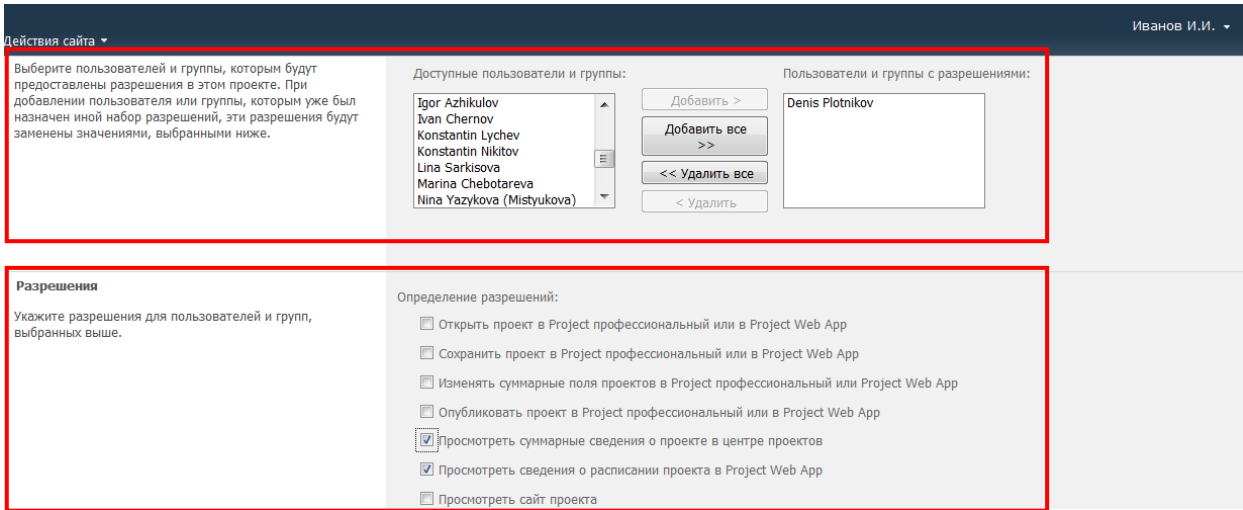 Иванов И.И.
Действия сайта
Выберите пользователей и группы, которым будут
предоставлены разрешения в этом проекте. При
добавлении пользователя или группы, которым уже был
назначен иной набор разрешений, эти разрешения будут
заменены значениями, выбранными ниже.
Доступные пользователи и группы:
Igor Azhikulov
Ivan Chernov
Konstantin Lychev
Konstantin Nikitov
Lina Sarkisova
Marina Chebotareva
Nina Yazykova (Mistyukova)
Добавить >
Добавить все
>>
<< Удалить все
< Удалить
Пользователи и группы с разрешениями:
Denis Plotnikov
Разрешения
Укажите разрешения для пользователей и групп,
выбранных выше.
Определение разрешений:
Открыть проект в Project профессиональный или в Project Web App
Сохранить проект в Project профессиональный или в Project Web App
Изменять суммарные поля проектов в Project профессиональный или Project Web App
Опубликовать проект в Project профессиональный или в Project Web App
Просмотреть суммарные сведения о проекте в центре проектов
Просмотреть сведения о расписании проекта в Project Web App
Просмотреть сайт проекта